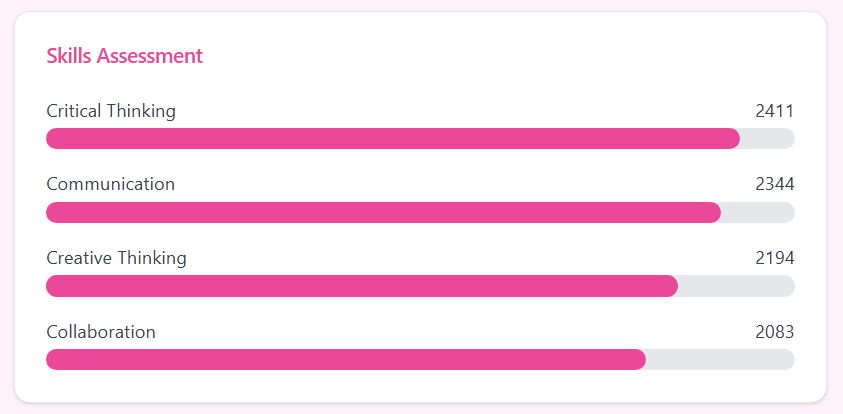 Skills Assessment
Critical Thinking 2411
Communication 2344
Creative Thinking 2194
Collaboration 2083